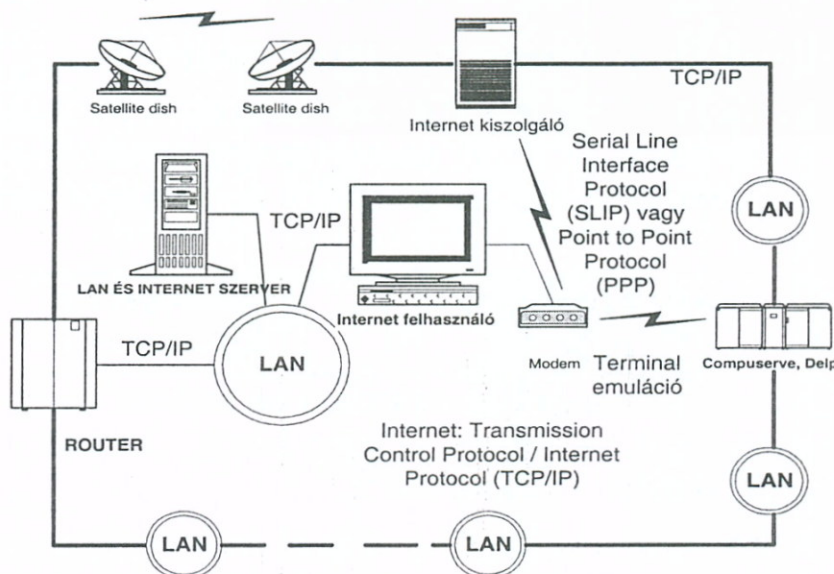 Satellite dish
Satellite dish
Internet kiszolgáló
TCP/IP
Serial Line
Interface
Protocol
(SLIP) vagy
Point to Point
Protocol
(PPP)
LAN
TCP/IP
LAN ÉS INTERNET SZERVER
Internet felhasználó
TCP/IP
LAN
Modem
Terminal
emuláció
Compuserve, Delp
ROUTER
Internet: Transmission
Control Protocol / Internet
Protocol (TCP/IP)
LAN
LAN
LAN